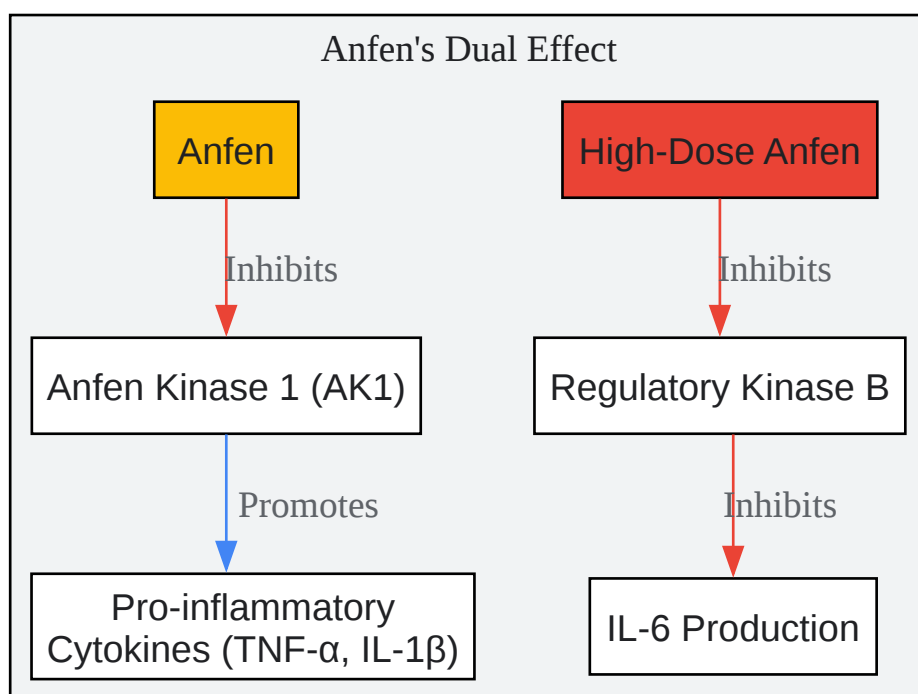 Anfen's Dual Effect
Anfen
High-Dose Anfen
Inhibits
Inhibits
Anfen Kinase 1 (AK1)
Regulatory Kinase B
Promotes
Inhibits
Pro-inflammatory
Cytokines (TNF-α, IL-1β)
IL-6 Production